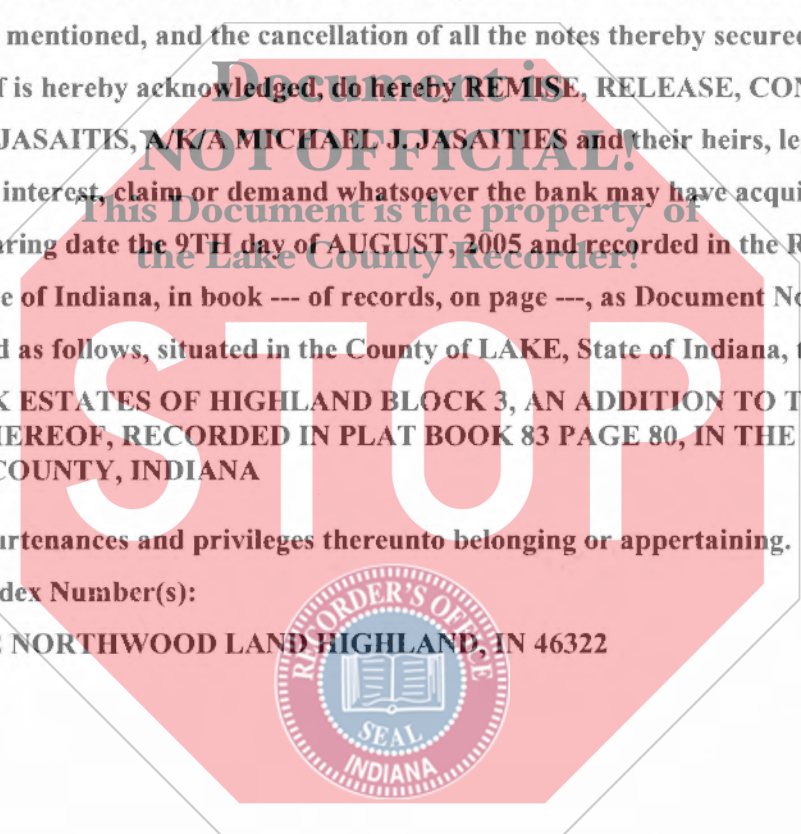 mentioned, and the cancellation of all the notes thereby secured
f is hereby acknowledged, do hereby REMISE, RELEASE, CON
Document is
JASAITIS, A/K/A MICHAEL J. JASAITIES and their heirs, le
NOT OFFICIAL!
interest, claim or demand whatsoever the bank may have acqui
This Document is the property of
aring date the 9TH day of AUGUST, 2005 and recorded in the R
the Lake County Recorder!
e of Indiana, in book --- of records, on page ---, as Document No
d as follows, situated in the County of LAKE, State of Indiana, t
STOP
K ESTATES OF HIGHLAND BLOCK 3, AN ADDITION TO T
HEREOF, RECORDED IN PLAT BOOK 83 PAGE 80, IN THE
COUNTY, INDIANA
urtenances and privileges thereunto belonging or appertaining.
dex Number(s):
NORTHWOOD LAND HIGHLAND, IN 46322
RECORDER'S OFFICE
SEAL
INDIANA